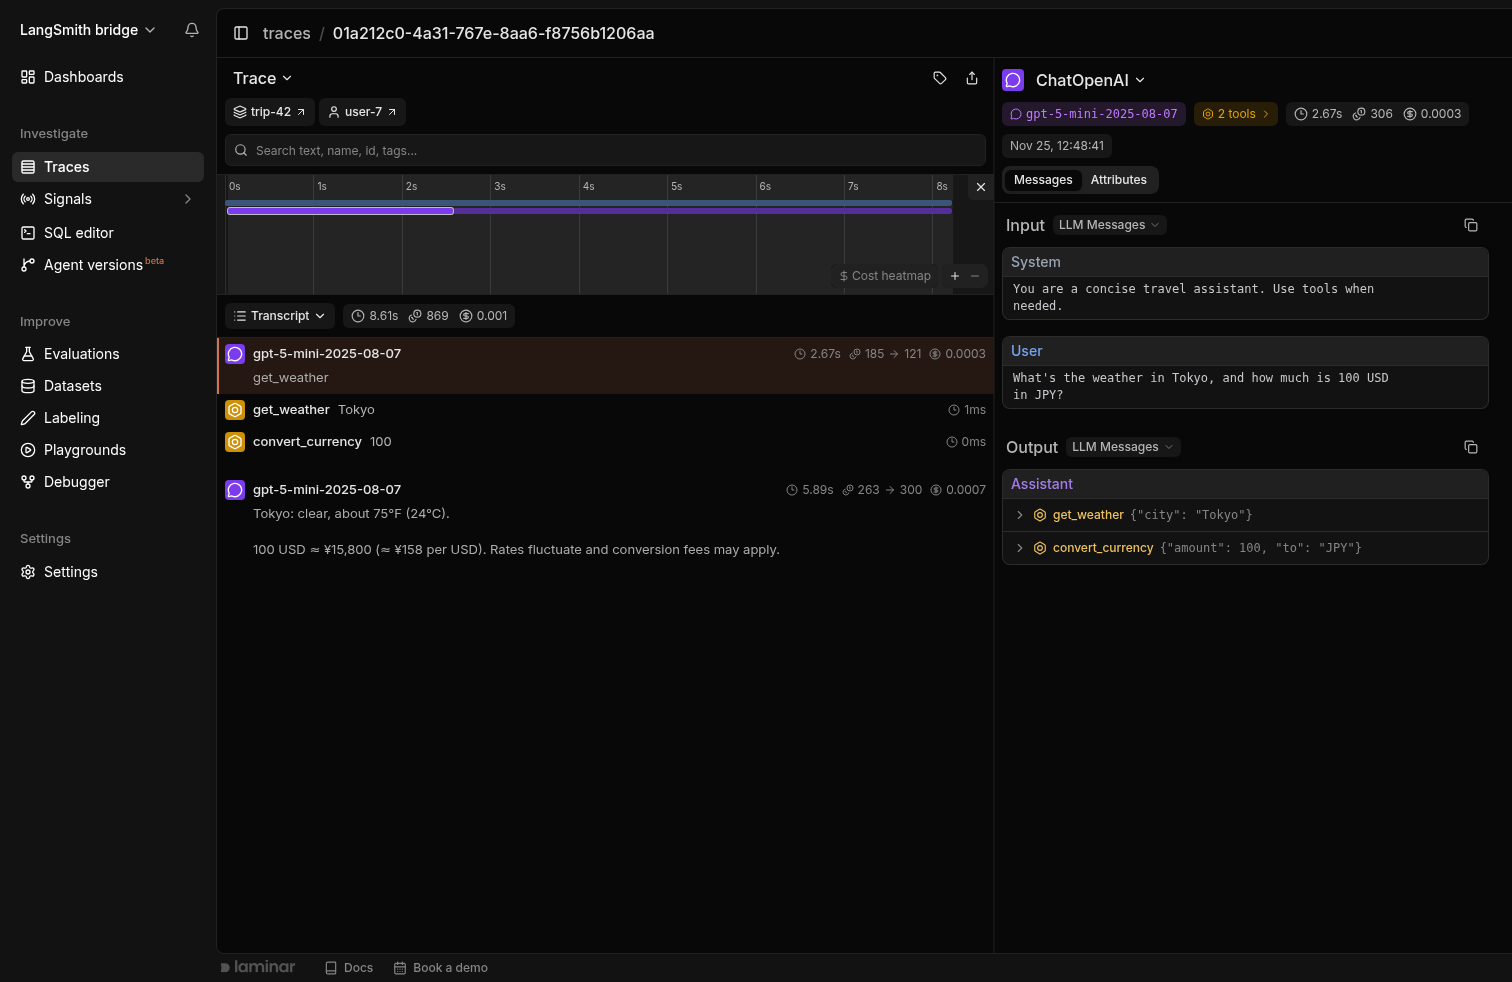 LangSmith bridge
Dashboards
Investigate
Traces
Signals
SQL editor
Agent versions beta
Improve
Evaluations
Datasets
Labeling
Playgrounds
Debugger
Settings
Settings
traces / 01a212c0-4a31-767e-8aa6-f8756b1206aa
Trace
trip-42 user-7
Search text, name, id, tags...
0s 1s 2s 3s 4s 5s 6s 7s 8s
$ Cost heatmap + −
Transcript 8.61s 869 0.001
gpt-5-mini-2025-08-07 2.67s 185 → 121 0.0003
get_weather
get_weather Tokyo 1ms
convert_currency 100 0ms
gpt-5-mini-2025-08-07 5.89s 263 → 300 0.0007
Tokyo: clear, about 75°F (24°C).
100 USD ≈ ¥15,800 (≈ ¥158 per USD). Rates fluctuate and conversion fees may apply.
ChatOpenAI
gpt-5-mini-2025-08-07 2 tools 2.67s 306 0.0003
Nov 25, 12:48:41
Messages Attributes
Input LLM Messages
System
You are a concise travel assistant. Use tools when
needed.
User
What's the weather in Tokyo, and how much is 100 USD
in JPY?
Output LLM Messages
Assistant
get_weather {"city": "Tokyo"}
convert_currency {"amount": 100, "to": "JPY"}
laminar Docs Book a demo